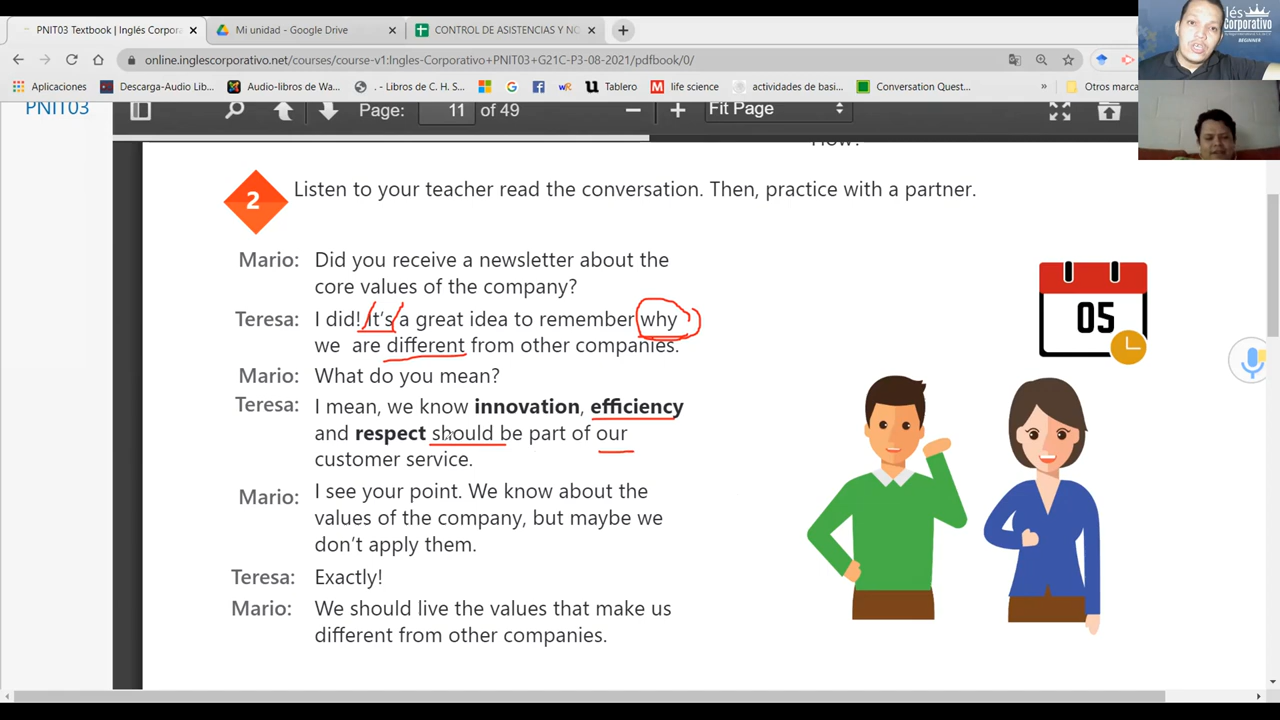 PNIT03 Textbook | Inglés Corpora
Mi unidad - Google Drive
CONTROL DE ASISTENCIAS Y NO
online.inglescorporativo.net/courses/course-v1:Ingles corporativo+PNIT03+G21C-P3-08-2021/pdfbook/0/
Aplicaciones
DescargaAudio Lib...
Audio-libros de Wa...
. - Libros de C. H. S...
Tablero
life science
actividades de basi...
Conversation Quest...
»
Otros marca
PNIT03
Page: 11 of 49
Fit Page
How?
2
Listen to your teacher read the conversation. Then, practice with a partner.
Mario: Did you receive a newsletter about the
core values of the company?
Teresa: I did! It's a great idea to remember why
we are different from other companies.
Mario: What do you mean?
Teresa: I mean, we know innovation, efficiency
and respect should be part of our
customer service.
Mario: I see your point. We know about the
values of the company, but maybe we
don't apply them.
Teresa: Exactly!
Mario: We should live the values that make us
different from other companies.
05
glés
Corporativo
BEGINNER